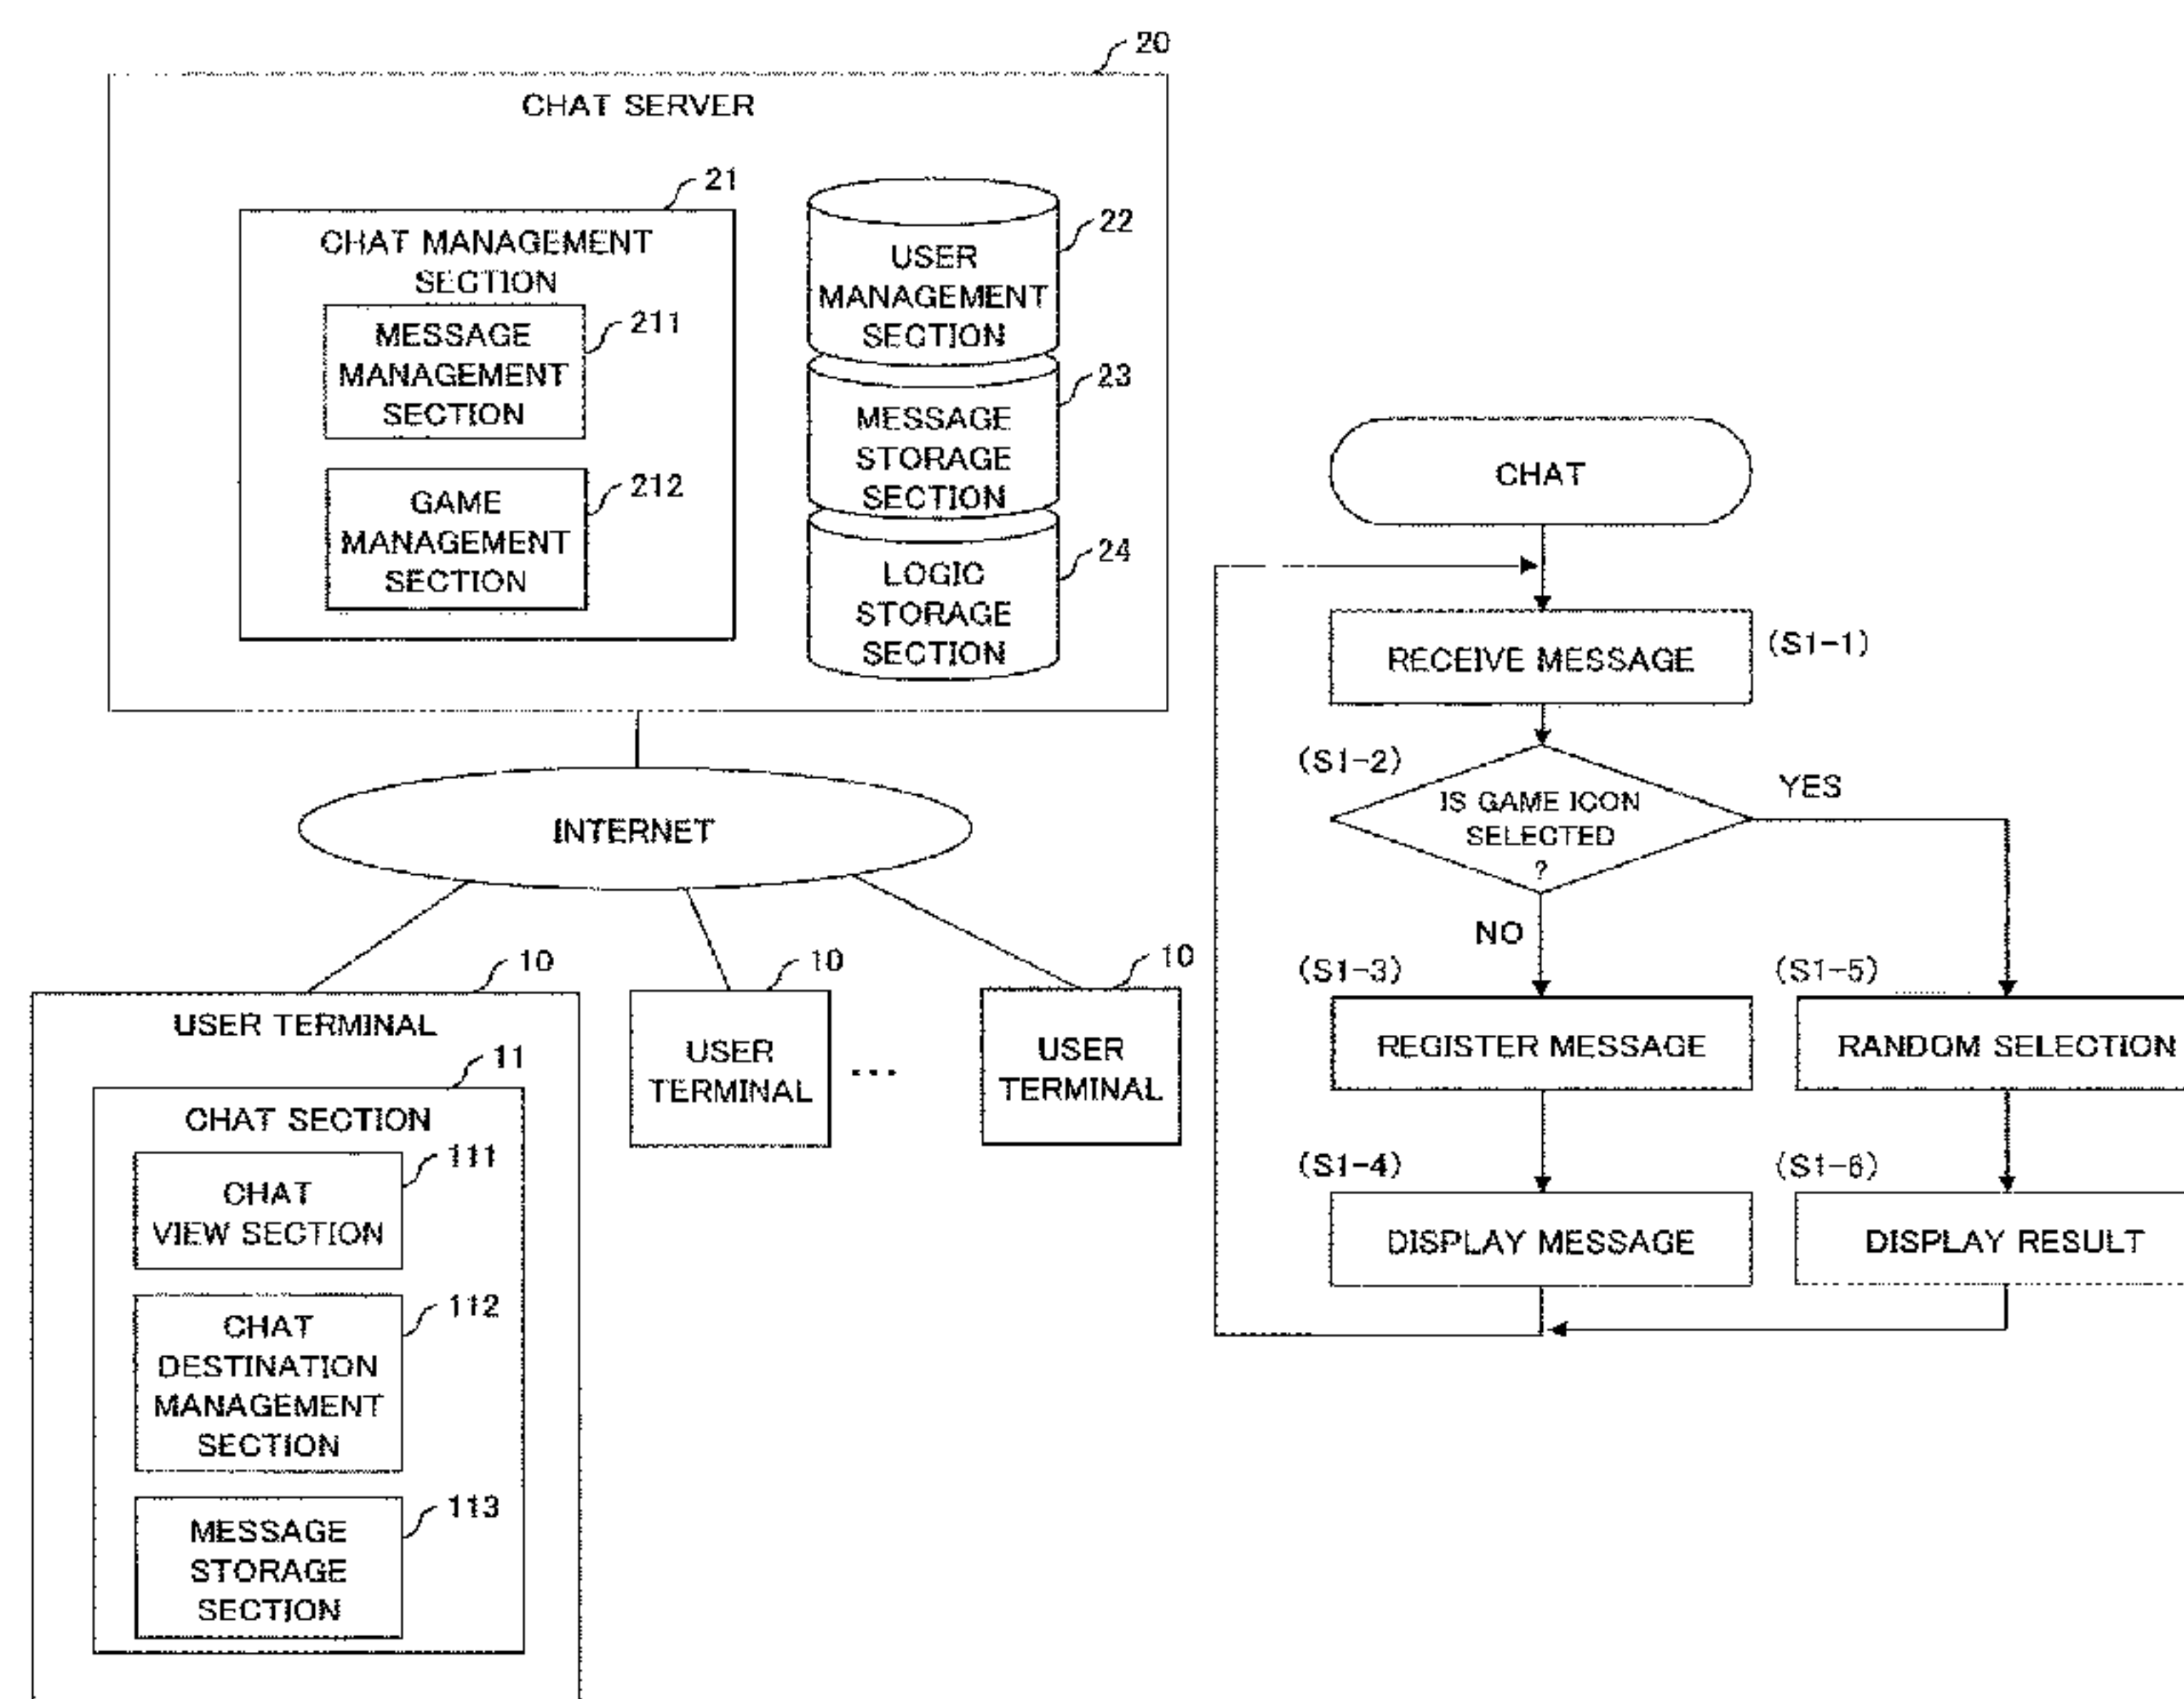 20
CHAT SERVER
21
CHAT MANAGEMENT
SECTION
211
MESSAGE
MANAGEMENT
SECTION
212
GAME
MANAGEMENT
SECTION
22
USER
MANAGEMENT
SECTION
23
MESSAGE
STORAGE
SECTION
24
LOGIC
STORAGE
SECTION
INTERNET
10
USER TERMINAL
11
CHAT SECTION
111
CHAT
VIEW SECTION
112
CHAT
DESTINATION
MANAGEMENT
SECTION
113
MESSAGE
STORAGE
SECTION
10
USER
TERMINAL
...
10
USER
TERMINAL
CHAT
RECEIVE MESSAGE
(S1-1)
(S1-2)
IS GAME ICON
SELECTED
?
YES
NO
(S1-3)
REGISTER MESSAGE
(S1-4)
DISPLAY MESSAGE
(S1-5)
RANDOM SELECTION
(S1-6)
DISPLAY RESULT